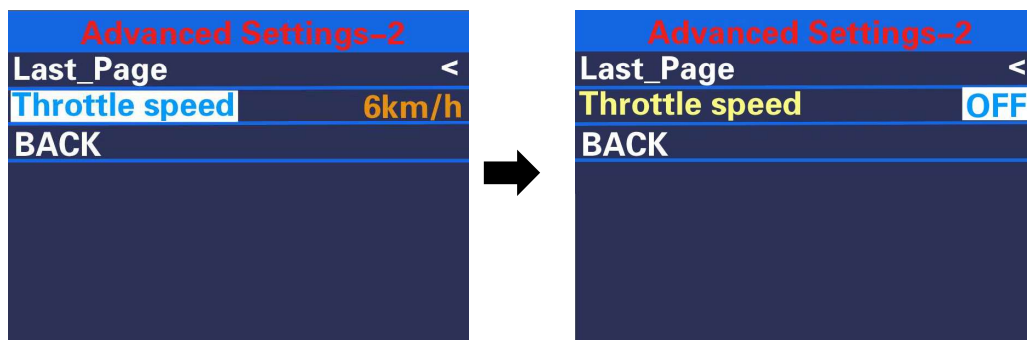 Advanced Settings-2
Last_Page <
Throttle speed 6km/h
BACK
Advanced Settings-2
Last_Page <
Throttle speed OFF
BACK